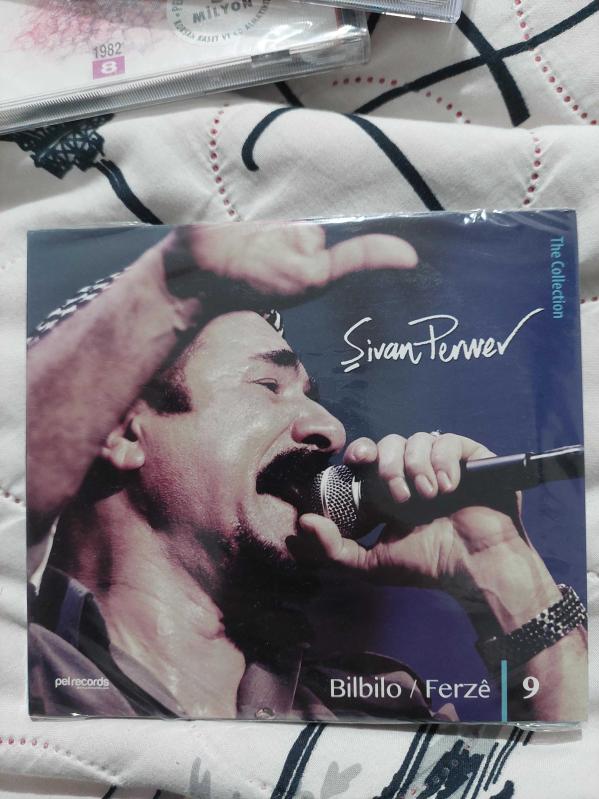 MİLYON
1982
8
The Collection
Şivan Perwer
pelrecords
Bilbilo / Ferzê 9